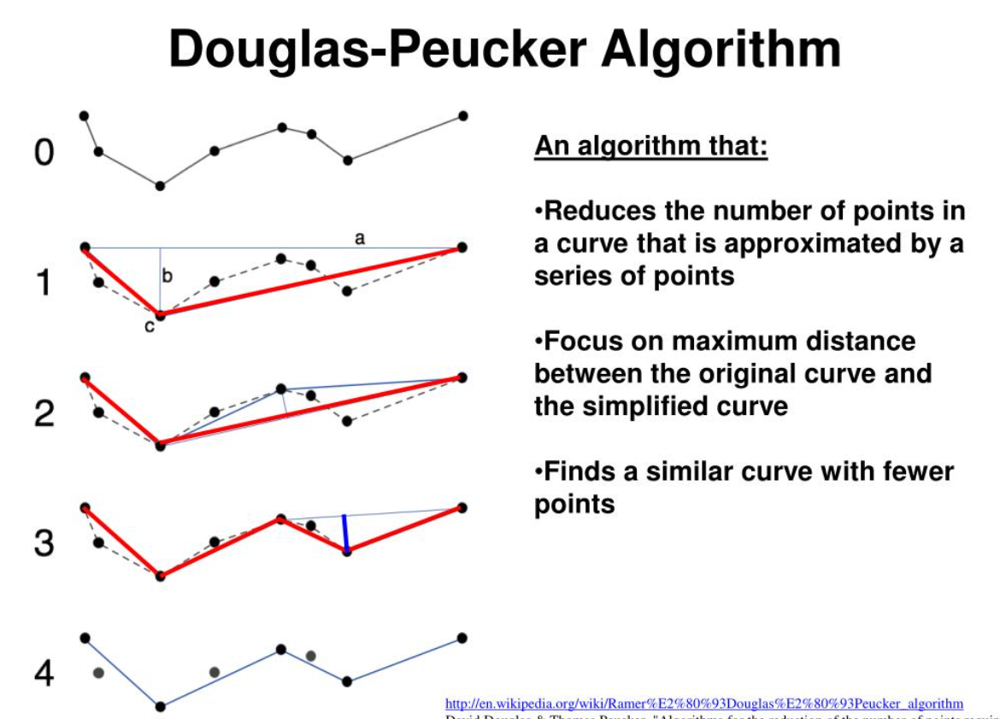 Douglas-Peucker Algorithm
0
An algorithm that:
•Reduces the number of points in
a curve that is approximated by a
series of points
a
b
1
c
•Focus on maximum distance
between the original curve and
the simplified curve
2
•Finds a similar curve with fewer
points
3
4
http://en.wikipedia.org/wiki/Ramer%E2%80%93Douglas%E2%80%93Peucker_algorithm
David Douglas & Thomas Peucker, "Algorithms for the reduction of the number of points